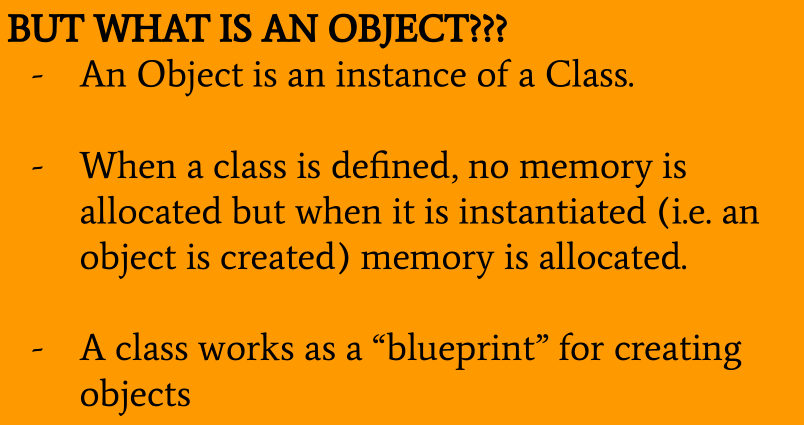 BUT WHAT IS AN OBJECT???
- An Object is an instance of a Class.
- When a class is defined, no memory is
allocated but when it is instantiated (i.e. an
object is created) memory is allocated.
- A class works as a “blueprint” for creating
objects